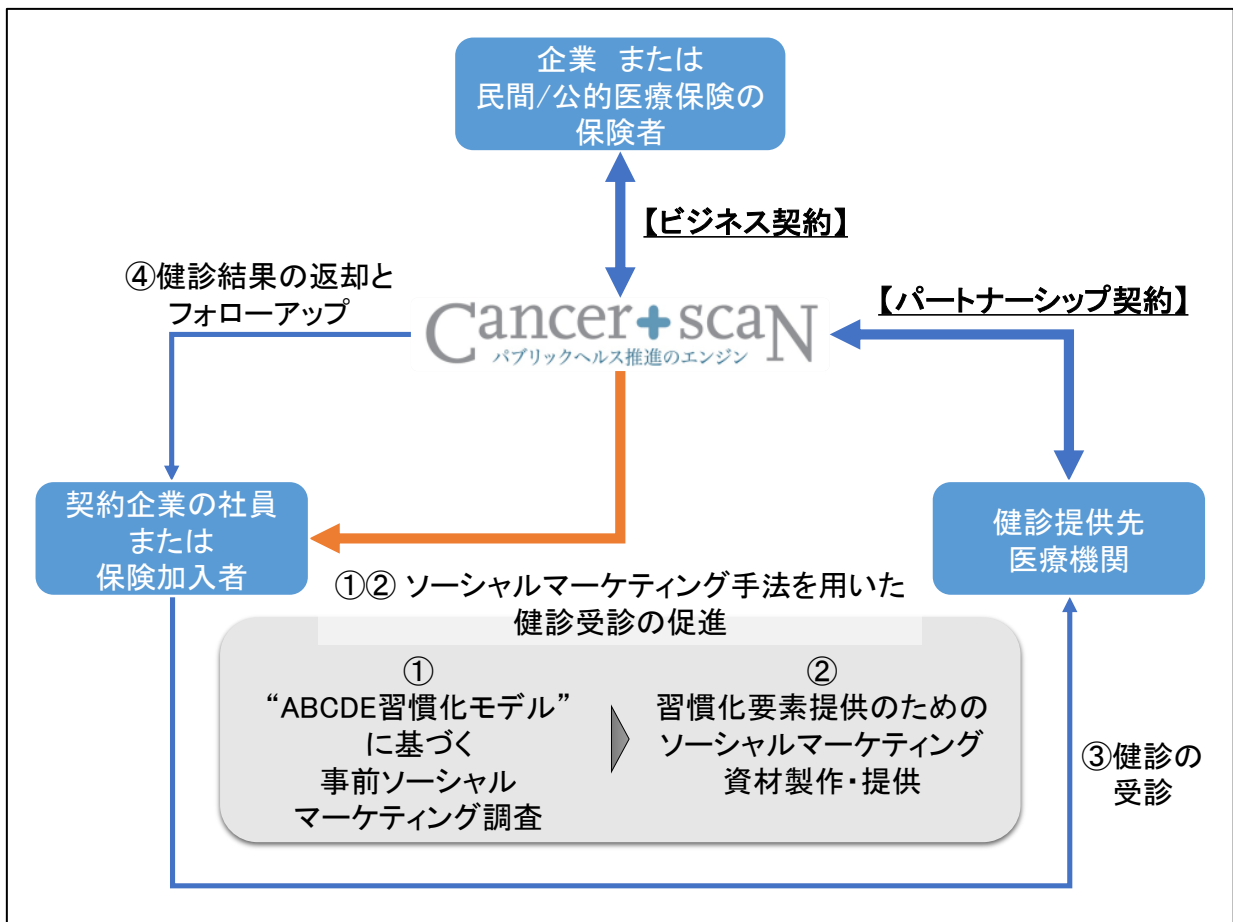 企業 または
民間/公的医療保険の
保険者
【ビジネス契約】
④健診結果の返却と
フォローアップ
【パートナーシップ契約】
Cancer+scaN
パブリックヘルス推進のエンジン
契約企業の社員
または
保険加入者
健診提供先
医療機関
①② ソーシャルマーケティング手法を用いた
健診受診の促進
①
“ABCDE習慣化モデル”
に基づく
事前ソーシャル
マーケティング調査
②
習慣化要素提供のための
ソーシャルマーケティング
資材製作・提供
③健診の
受診